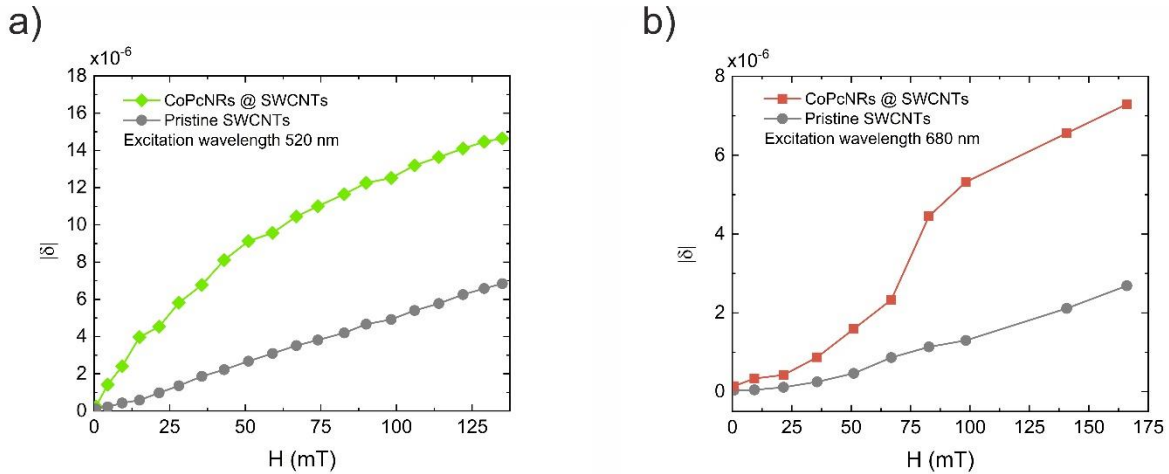 a)
x10⁻⁶
18
16
14
12
10
8
6
4
2
0
|δ|
CoPcNRs @ SWCNTs
Pristine SWCNTs
Excitation wavelength 520 nm
0 25 50 75 100 125
H (mT)
b)
x10⁻⁶
8
6
4
2
0
|δ|
CoPcNRs @ SWCNTs
Pristine SWCNTs
Excitation wavelength 680 nm
0 25 50 75 100 125 150 175
H (mT)